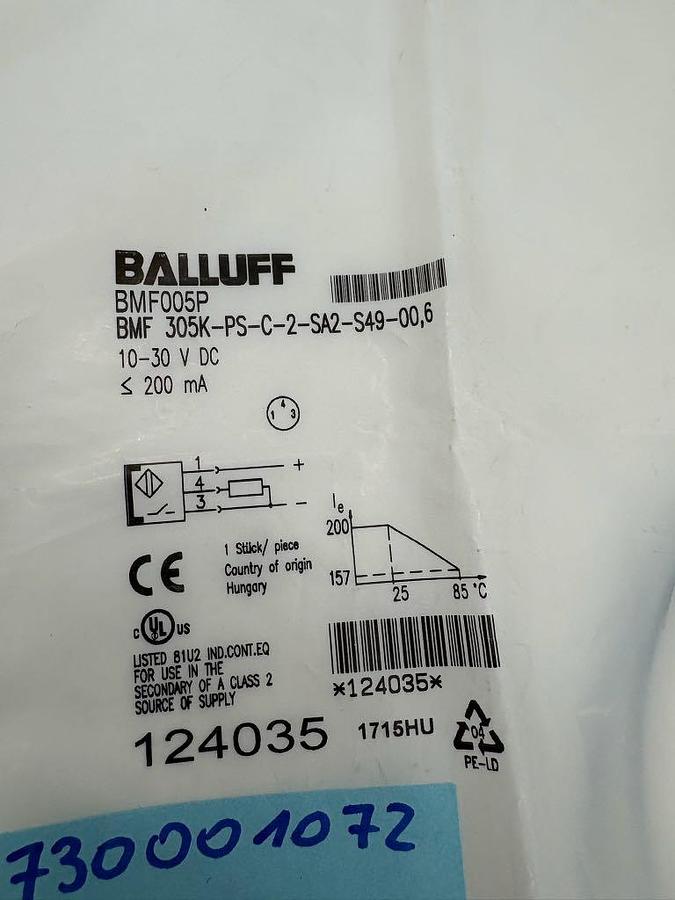 BALLUFF
BMF005P
BMF 305K-PS-C-2-SA2-S49-00,6
10-30 V DC
≤ 200 mA
4
1 3
1 +
4
3 -
Ie
200
157
25 85 °C
CE
1 Stück/ piece
Country of origin
Hungary
c UL US
LISTED 81U2 IND.CONT.EQ
FOR USE IN THE
SECONDARY OF A CLASS 2
SOURCE OF SUPPLY
*124035*
124035
1715HU
04
PE-LD
730001072